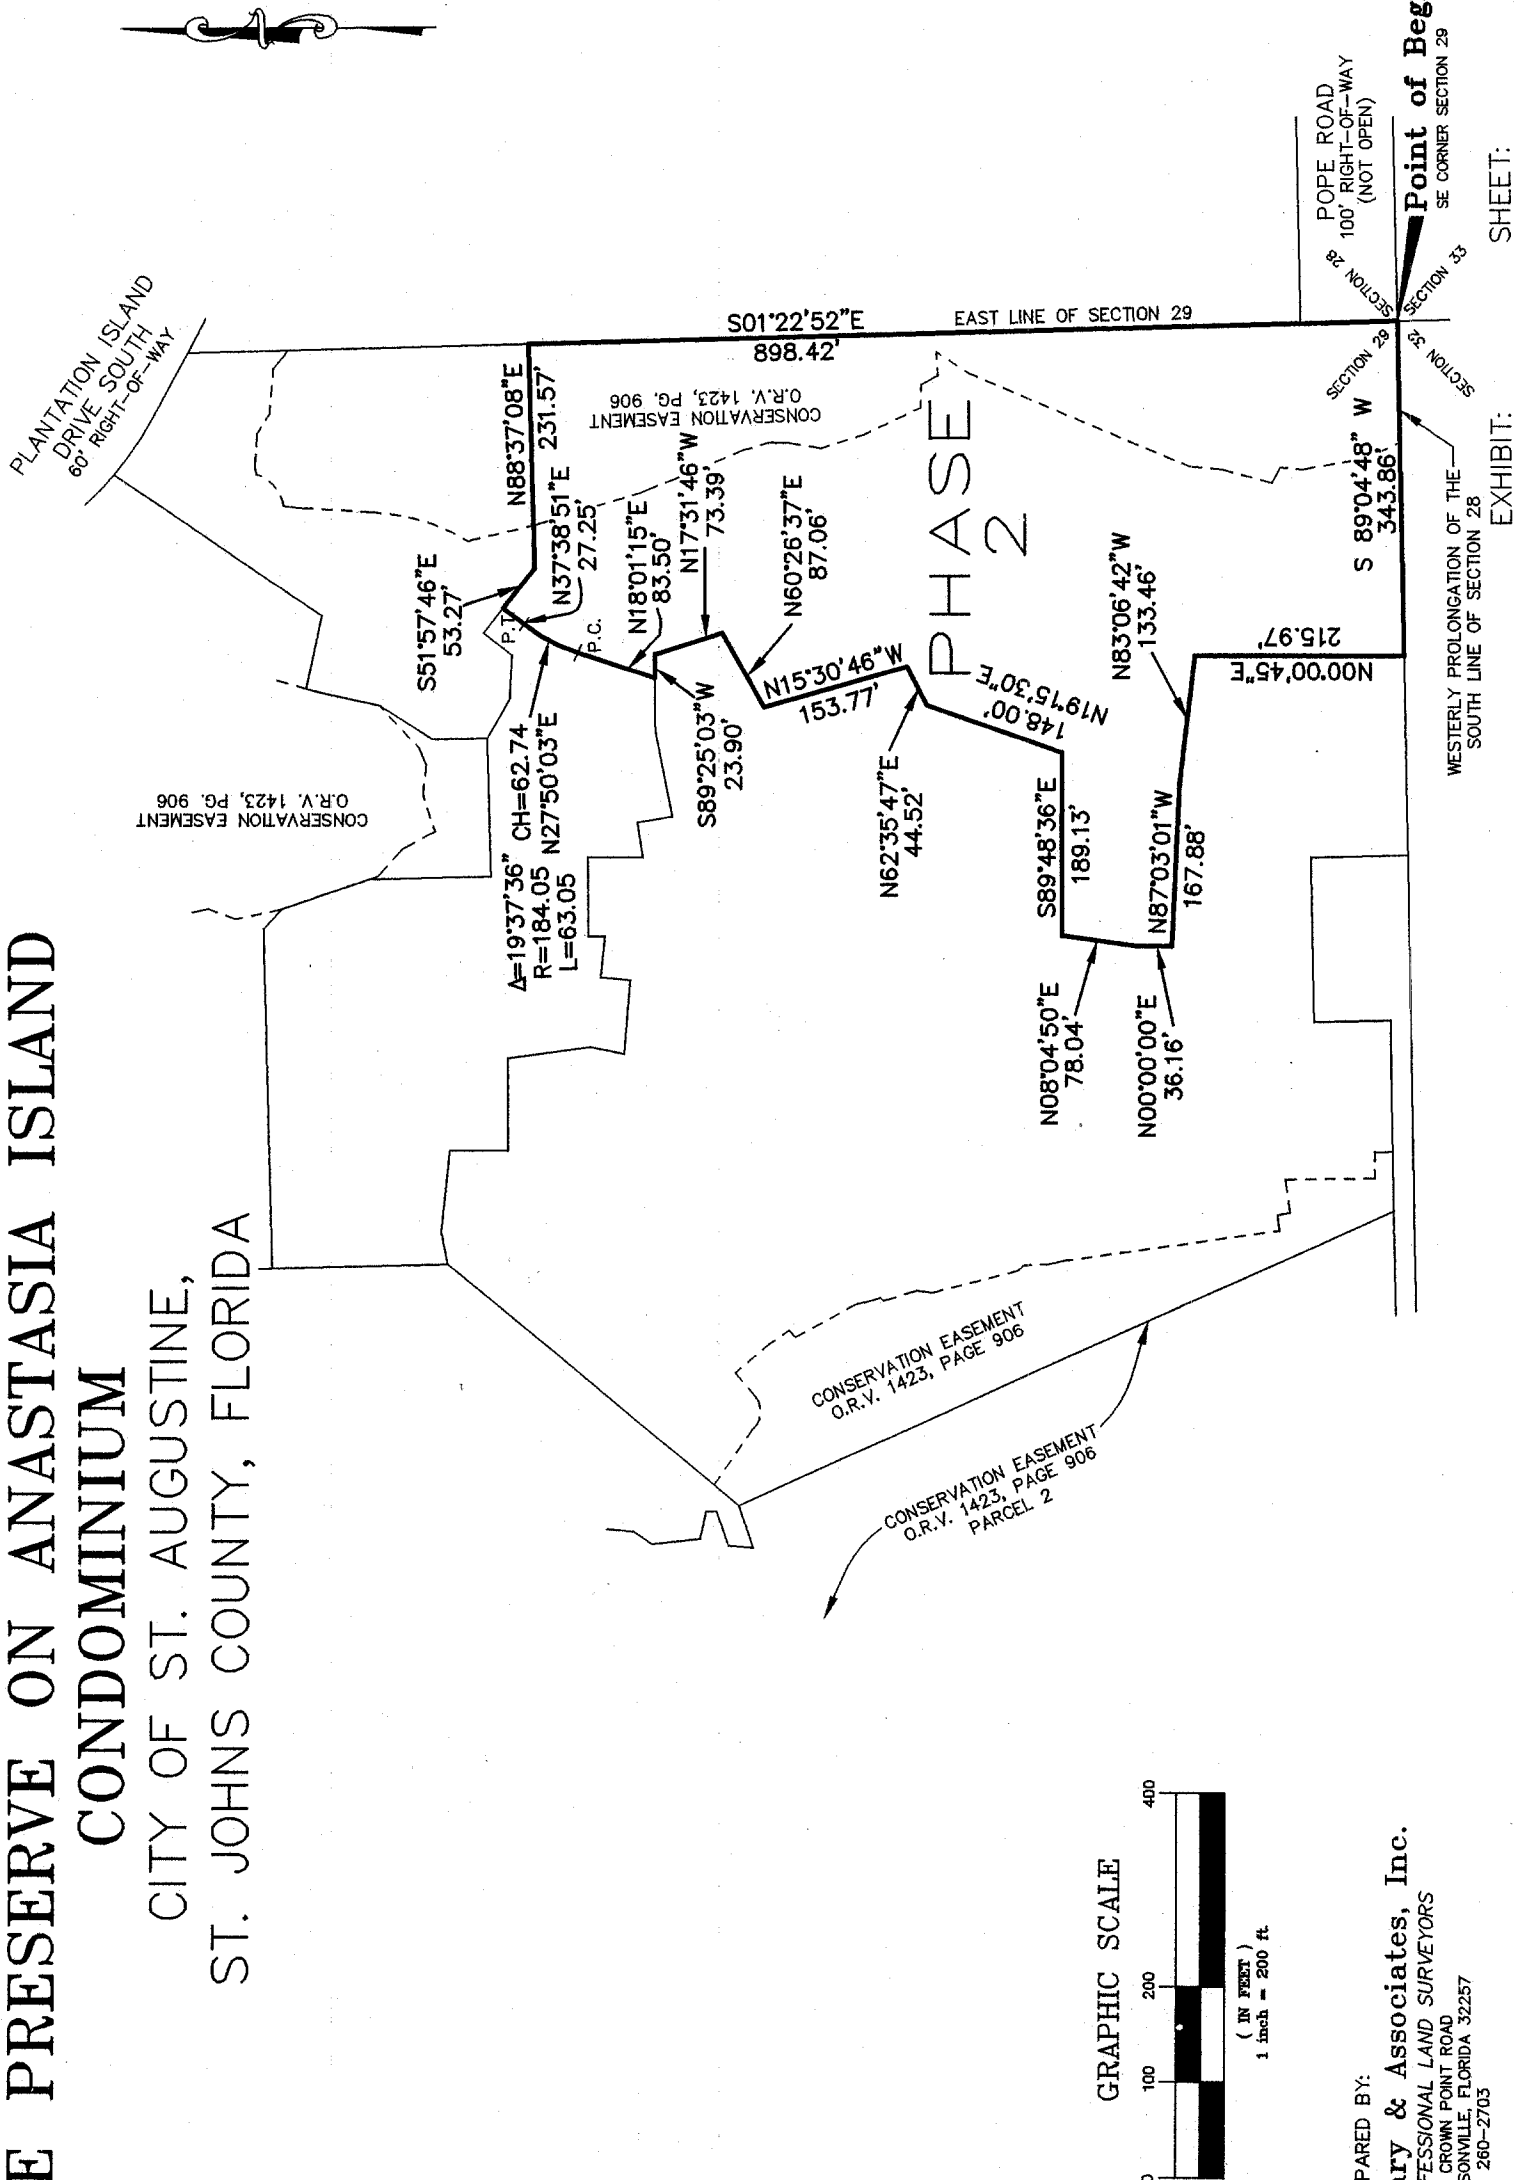 E PRESERVE ON ANASTASIA ISLAND
CONDOMINIUM
CITY OF ST. AUGUSTINE,
ST. JOHNS COUNTY, FLORIDA
PLANTATION ISLAND
DRIVE SOUTH
60' RIGHT-OF-WAY
CONSERVATION EASEMENT
O.R.V. 1423, PG. 906
S51°57'46"E
53.27'
N88°37'08"E
231.57'
P.T.
N37°38'51"E
27.25'
P.C.
Δ=19°37'36"
R=184.05
L=63.05
CH=62.74
N27°50'03"E
N18°01'15"E
83.50'
S89°25'03"W
23.90'
N17°31'46"W
73.39'
N60°26'37"E
87.06'
N15°30'46"W
153.77'
N62°35'47"E
44.52'
N19°15'30"E
148.00'
S89°48'36"E
189.13'
N08°04'50"E
78.04'
N00°00'00"E
36.16'
N87°03'01"W
167.88'
N83°06'42"W
133.46'
N00°00'45"E
215.97'
S 89°04'48" W
343.86'
S01°22'52"E
898.42'
EAST LINE OF SECTION 29
CONSERVATION EASEMENT
O.R.V. 1423, PG. 906
PHASE
2
POPE ROAD
100' RIGHT-OF-WAY
(NOT OPEN)
SECTION 28
SECTION 29
SECTION 33
SECTION 32
Point of Beg
SE CORNER SECTION 29
WESTERLY PROLONGATION OF THE
SOUTH LINE OF SECTION 28
CONSERVATION EASEMENT
O.R.V. 1423, PAGE 906
CONSERVATION EASEMENT
O.R.V. 1423, PAGE 906
PARCEL 2
GRAPHIC SCALE
0 100 200 400
( IN FEET )
1 inch = 200 ft.
PARED BY:
ary & Associates, Inc.
FESSIONAL LAND SURVEYORS
CROWN POINT ROAD
SONVILLE, FLORIDA 32257
260-2703
EXHIBIT:
SHEET: